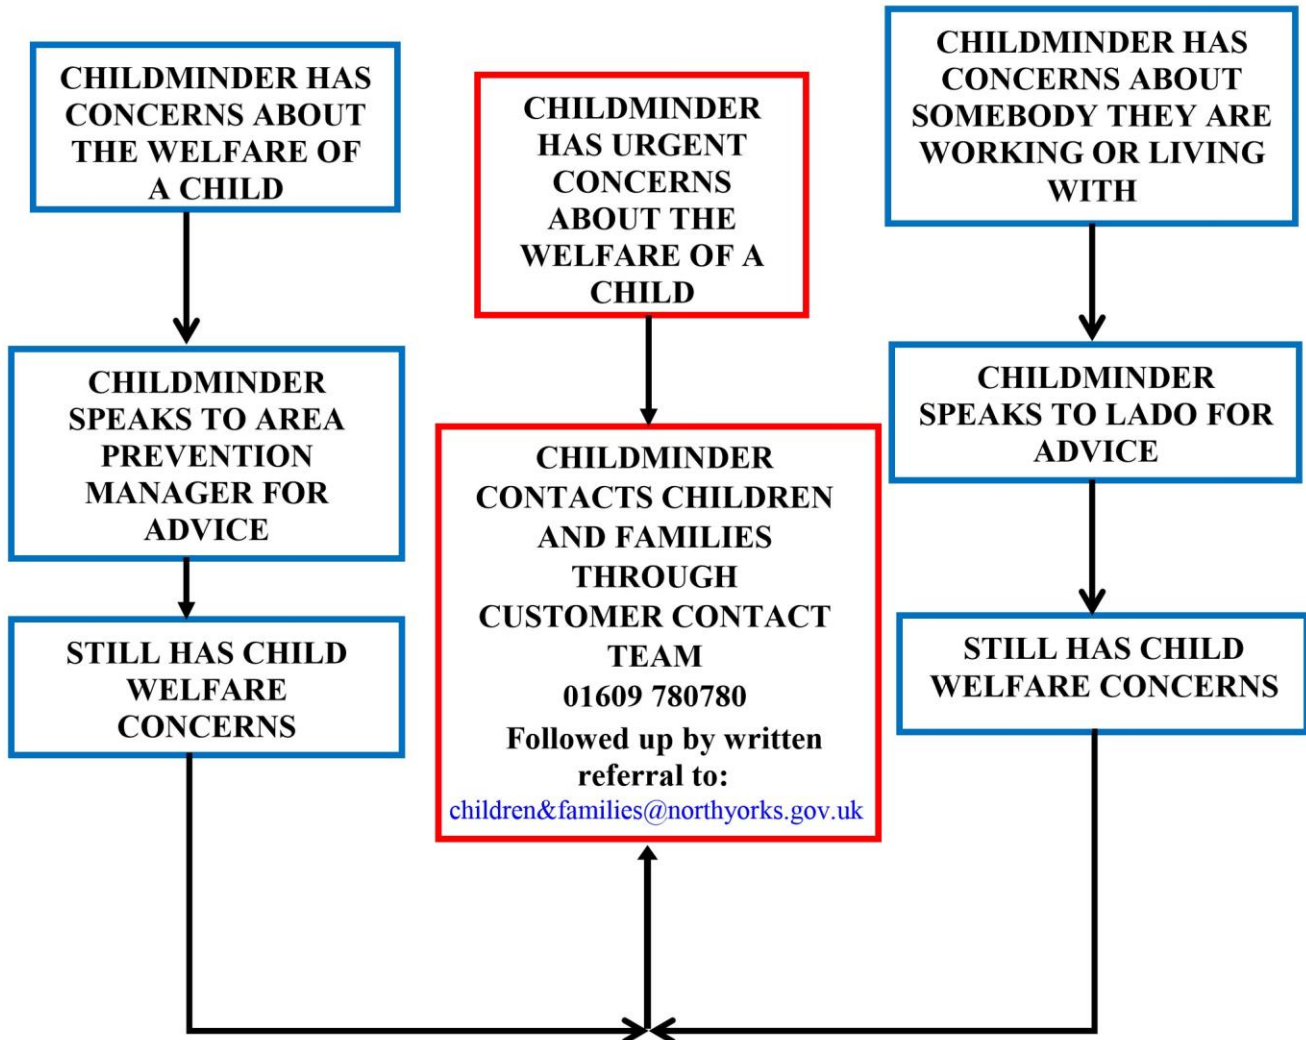 CHILDMINDER HAS
CONCERNS ABOUT
THE WELFARE OF
A CHILD
CHILDMINDER
SPEAKS TO AREA
PREVENTION
MANAGER FOR
ADVICE
STILL HAS CHILD
WELFARE
CONCERNS
CHILDMINDER
HAS URGENT
CONCERNS
ABOUT THE
WELFARE OF A
CHILD
CHILDMINDER
CONTACTS CHILDREN
AND FAMILIES
THROUGH
CUSTOMER CONTACT
TEAM
01609 780780
Followed up by written
referral to:
children&families@northyorks.gov.uk
CHILDMINDER HAS
CONCERNS ABOUT
SOMEBODY THEY ARE
WORKING OR LIVING
WITH
CHILDMINDER
SPEAKS TO LADO FOR
ADVICE
STILL HAS CHILD
WELFARE CONCERNS